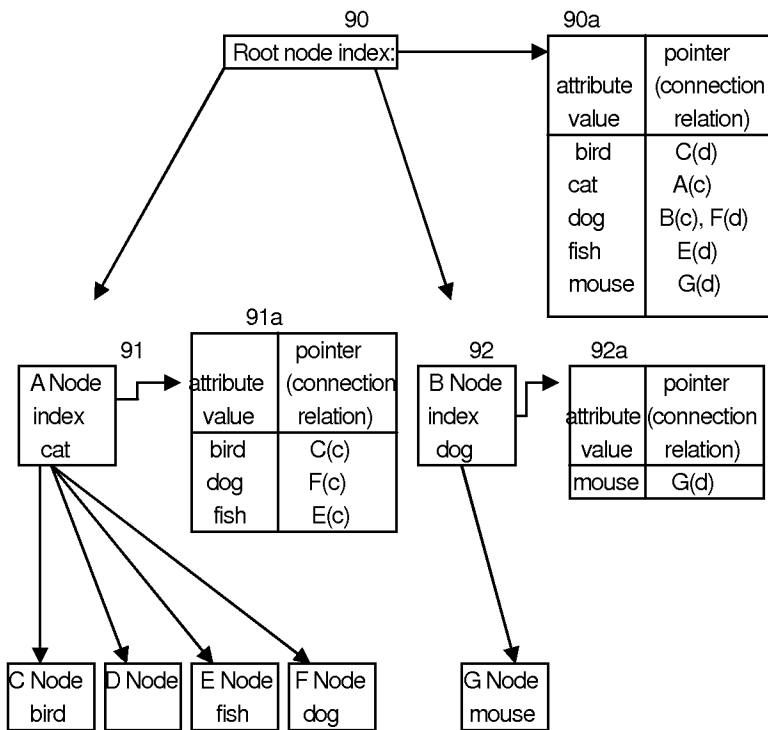 90
90a
Root node index:
attribute value
pointer (connection relation)
bird C(d)
cat A(c)
dog B(c), F(d)
fish E(d)
mouse G(d)
91
91a
A Node
index
cat
attribute value
pointer (connection relation)
bird C(c)
dog F(c)
fish E(c)
92
92a
B Node
index
dog
attribute value
pointer (connection relation)
mouse G(d)
C Node
bird
D Node
E Node
fish
F Node
dog
G Node
mouse